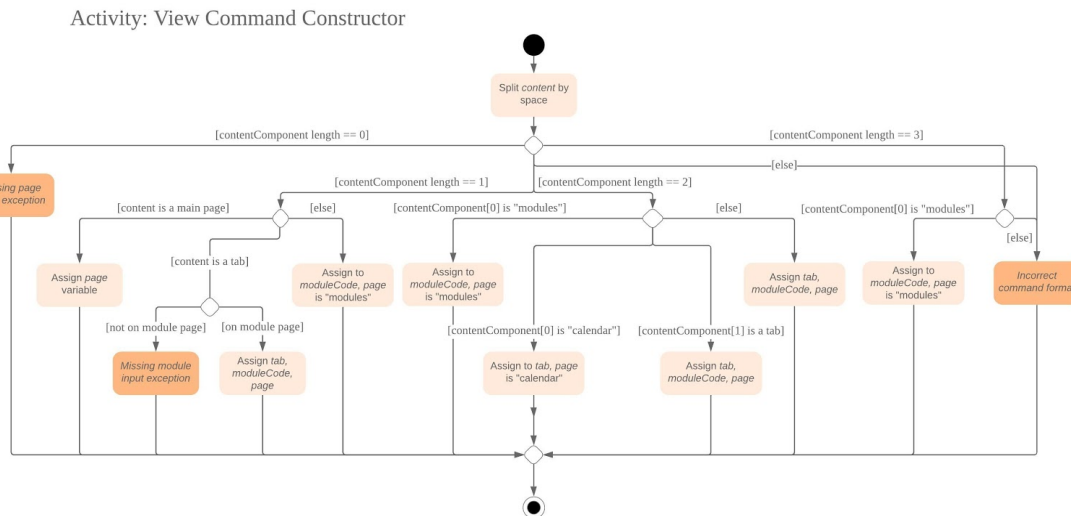 Activity: View Command Constructor
Split content by
space
[contentComponent length == 0]
[contentComponent length == 3]
[else]
[contentComponent length == 1]
[contentComponent length == 2]
page
exception
[content is a main page]
[else]
[contentComponent[0] is "modules"]
[else]
[contentComponent[0] is "modules"]
[else]
[content is a tab]
Assign page
variable
Assign to
moduleCode, page
is "modules"
Assign to
moduleCode, page
is "modules"
Assign tab,
moduleCode, page
Assign to
moduleCode, page
is "modules"
Incorrect
command
[not on module page]
[on module page]
[contentComponent[0] is "calendar"]
[contentComponent[1] is a tab]
Missing module
input exception
Assign tab,
moduleCode,
page
Assign to tab, page
is "calendar"
Assign tab,
moduleCode, page